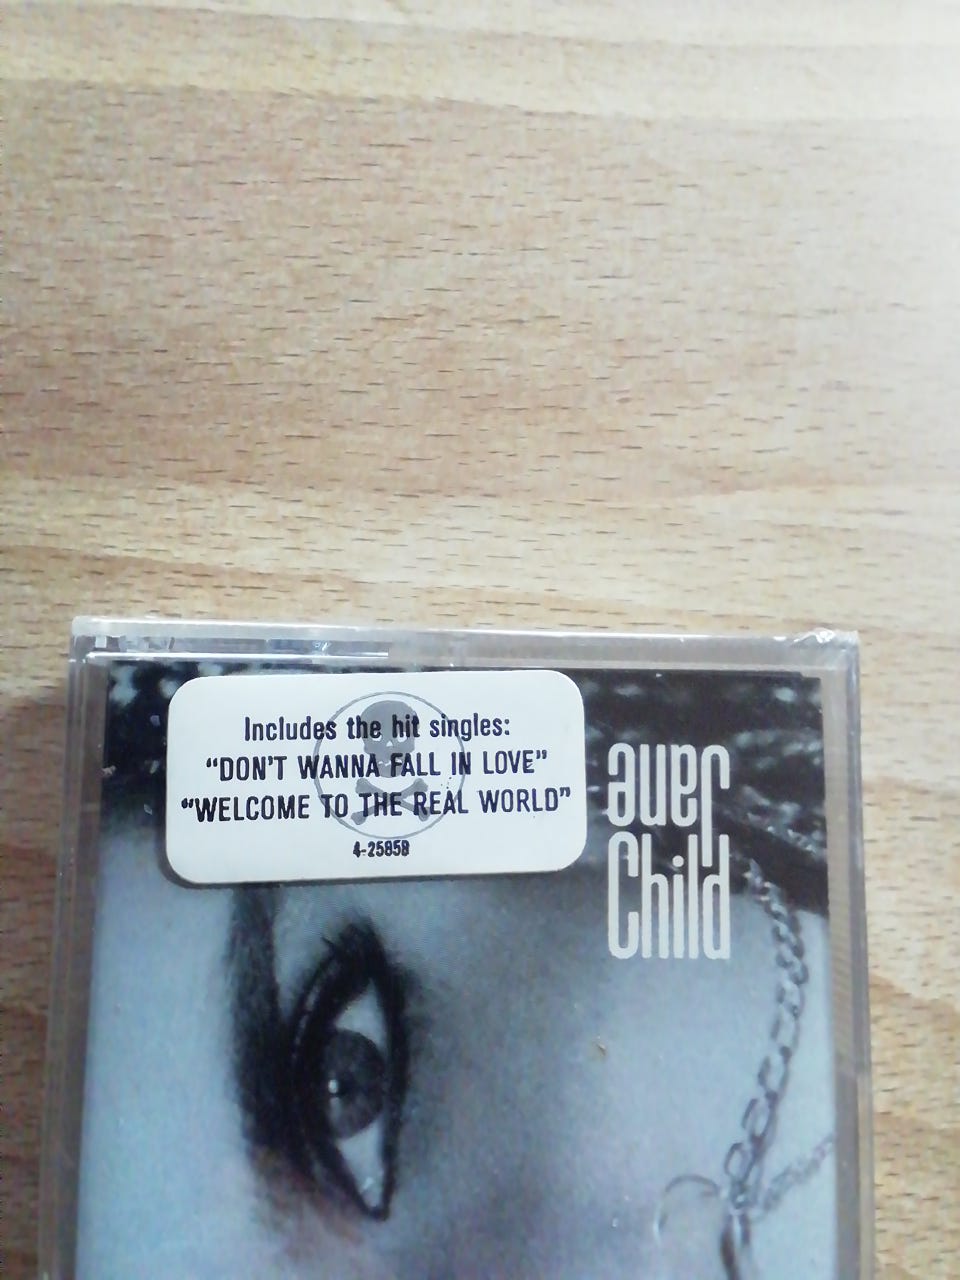 Includes the hit singles:
“DON'T WANNA FALL IN LOVE”
“WELCOME TO THE REAL WORLD”
4-25858
Jane
Child